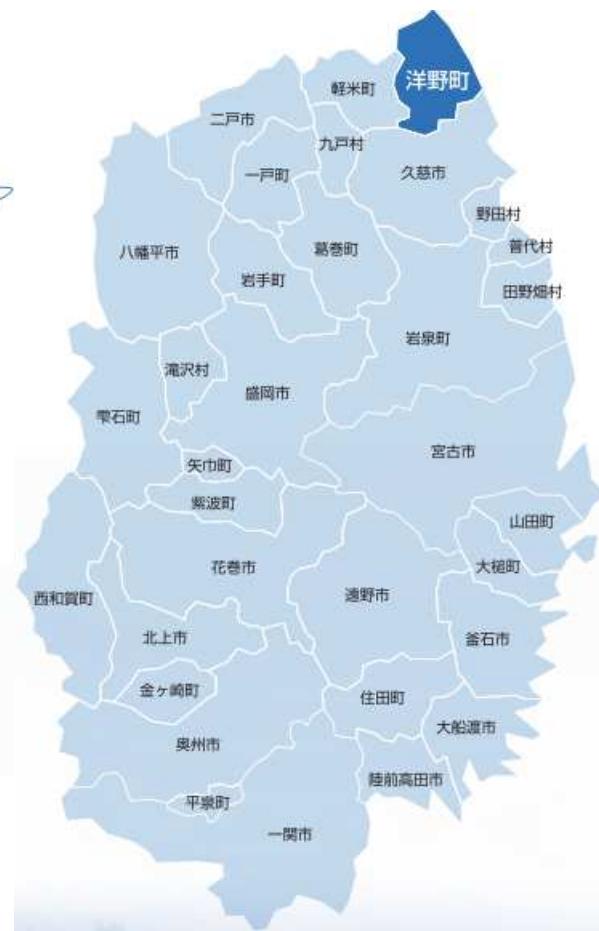 洋野町
軽米町
二戸市
九戸村
一戸町
久慈市
野田村
八幡平市
葛巻町
普代村
岩手町
田野畑村
岩泉町
滝沢村
盛岡市
雫石町
宮古市
矢巾町
紫波町
山田町
花巻市
大槌町
遠野市
西和賀町
北上市
釜石市
金ヶ崎町
住田町
大船渡市
奥州市
陸前高田市
平泉町
一関市